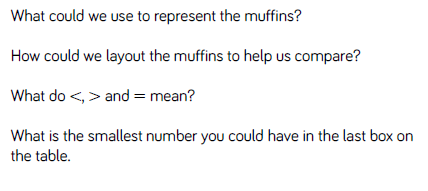 What could we use to represent the muffins?
How could we layout the muffins to help us compare?
What do <, > and = mean?
What is the smallest number you could have in the last box on
the table.